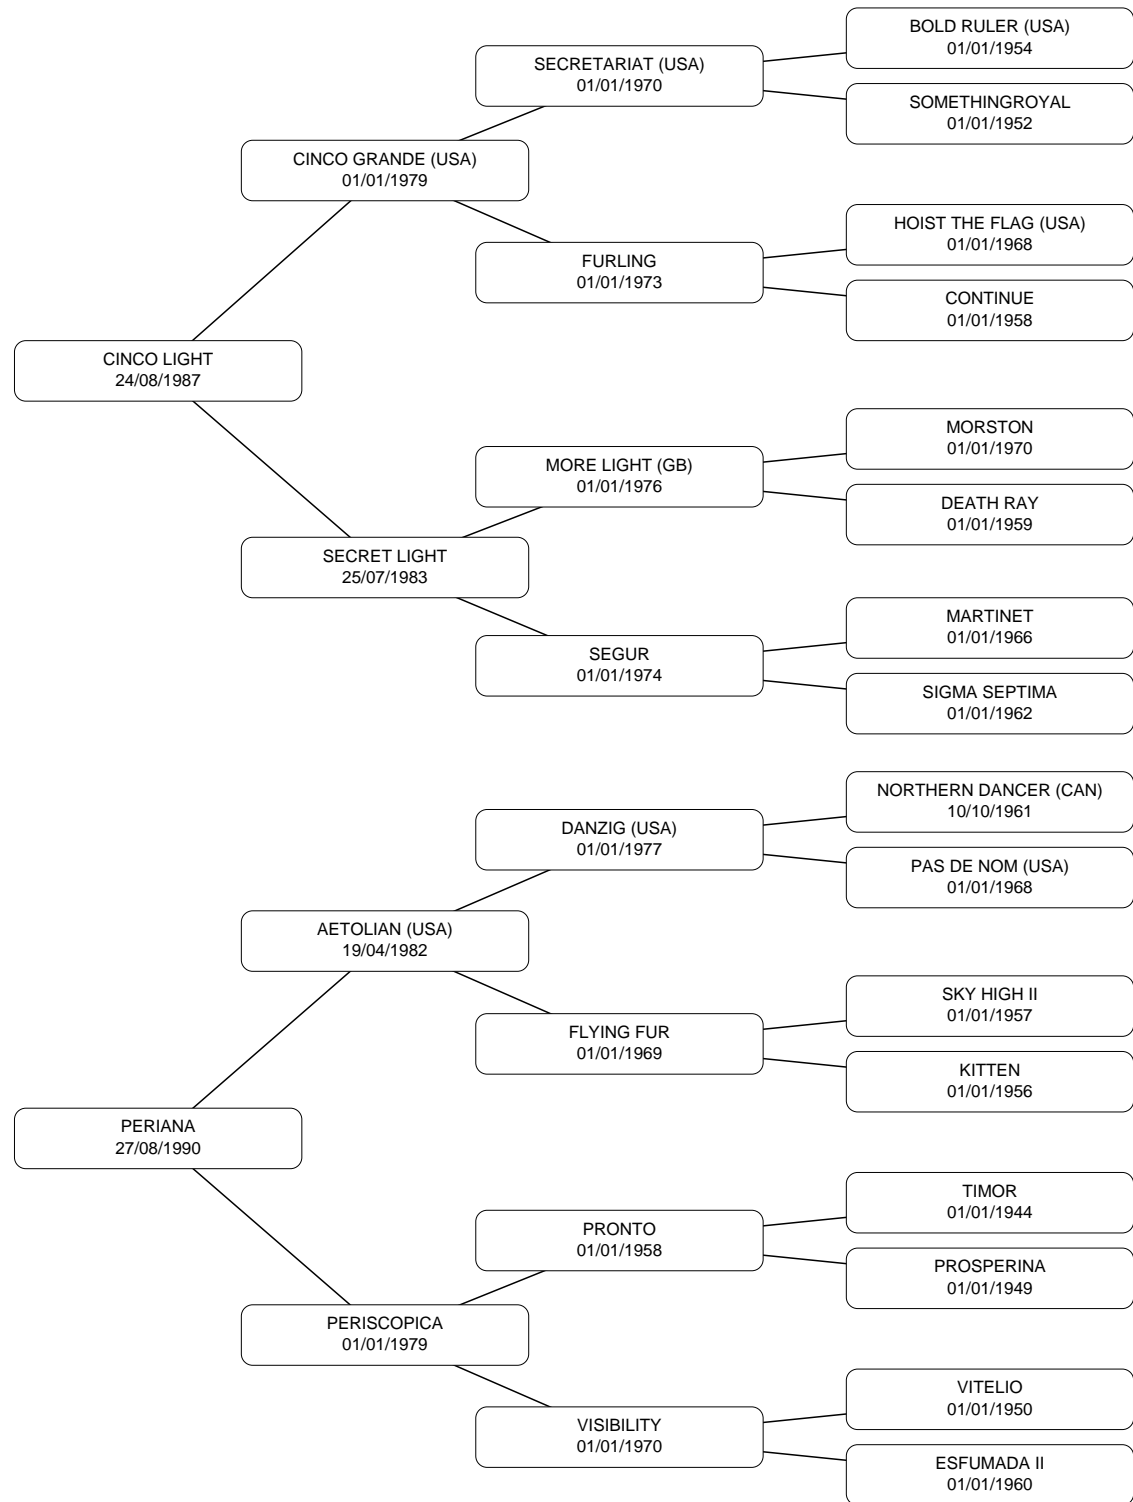 BOLD RULER (USA)
01/01/1954
SECRETARIAT (USA)
01/01/1970
SOMETHINGROYAL
01/01/1952
CINCO GRANDE (USA)
01/01/1979
HOIST THE FLAG (USA)
01/01/1968
FURLING
01/01/1973
CONTINUE
01/01/1958
CINCO LIGHT
24/08/1987
MORSTON
01/01/1970
MORE LIGHT (GB)
01/01/1976
DEATH RAY
01/01/1959
SECRET LIGHT
25/07/1983
MARTINET
01/01/1966
SEGUR
01/01/1974
SIGMA SEPTIMA
01/01/1962
NORTHERN DANCER (CAN)
10/10/1961
DANZIG (USA)
01/01/1977
PAS DE NOM (USA)
01/01/1968
AETOLIAN (USA)
19/04/1982
SKY HIGH II
01/01/1957
FLYING FUR
01/01/1969
KITTEN
01/01/1956
PERIANA
27/08/1990
TIMOR
01/01/1944
PRONTO
01/01/1958
PROSPERINA
01/01/1949
PERISCOPICA
01/01/1979
VITELIO
01/01/1950
VISIBILITY
01/01/1970
ESFUMADA II
01/01/1960